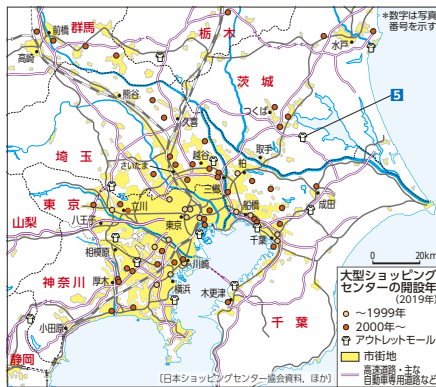 群馬
前橋
高崎
栃木
*数字は写真
番号を示す
水戸
茨城
熊谷
つくば
5
久喜
埼玉
取手
さいたま
越谷
柏
三郷
東京
立川
船橋
成田
山梨
八王子
東京
千葉
相模原
川崎
神奈川
厚木
横浜
木更津
小田原
千葉
静岡
0 20km
大型ショッピング
センターの開設年
(2019年)
～1999年
2000年～
アウトレットモール
市街地
高速道路・主な
自動車専用道路など
[日本ショッピングセンター協会資料，ほか]